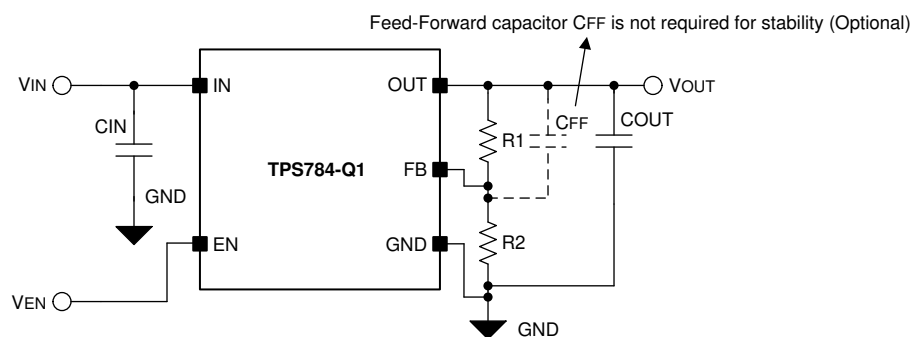 Feed-Forward capacitor CFF is not required for stability (Optional)
VIN
IN
OUT
VOUT
CIN
R1
CFF
COUT
TPS784-Q1
FB
GND
EN
GND
R2
VEN
GND